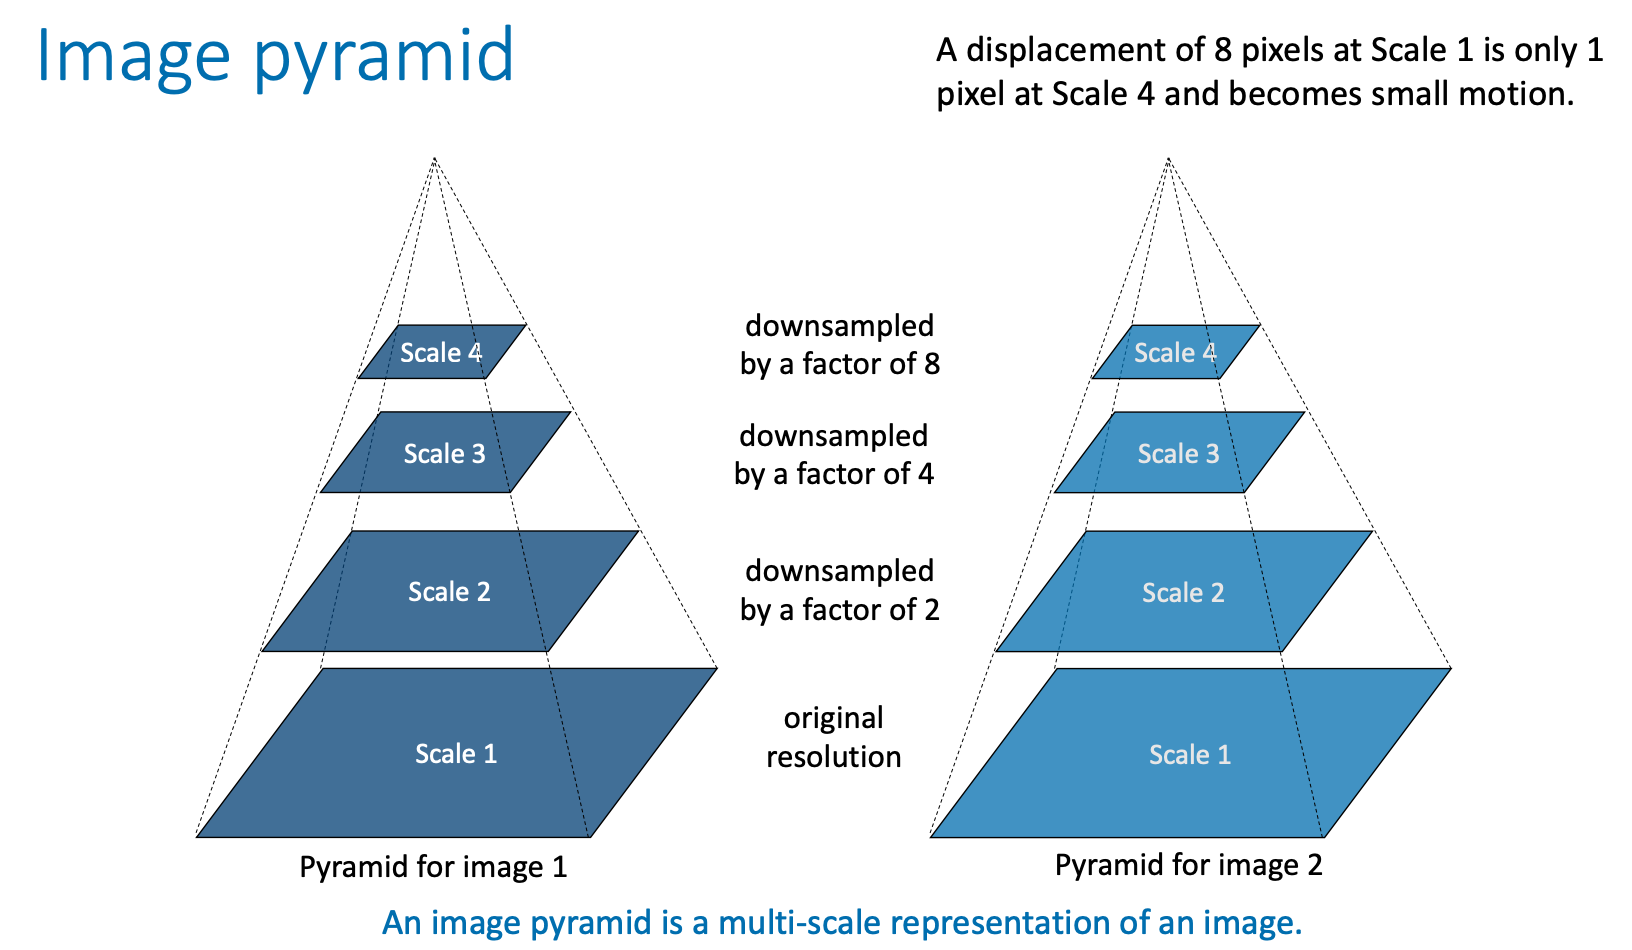 Image pyramid
A displacement of 8 pixels at Scale 1 is only 1
pixel at Scale 4 and becomes small motion.
downsampled
by a factor of 8
Scale 4
Scale 4
downsampled
by a factor of 4
Scale 3
Scale 3
downsampled
by a factor of 2
Scale 2
Scale 2
original
resolution
Scale 1
Scale 1
Pyramid for image 1
Pyramid for image 2
An image pyramid is a multi-scale representation of an image.